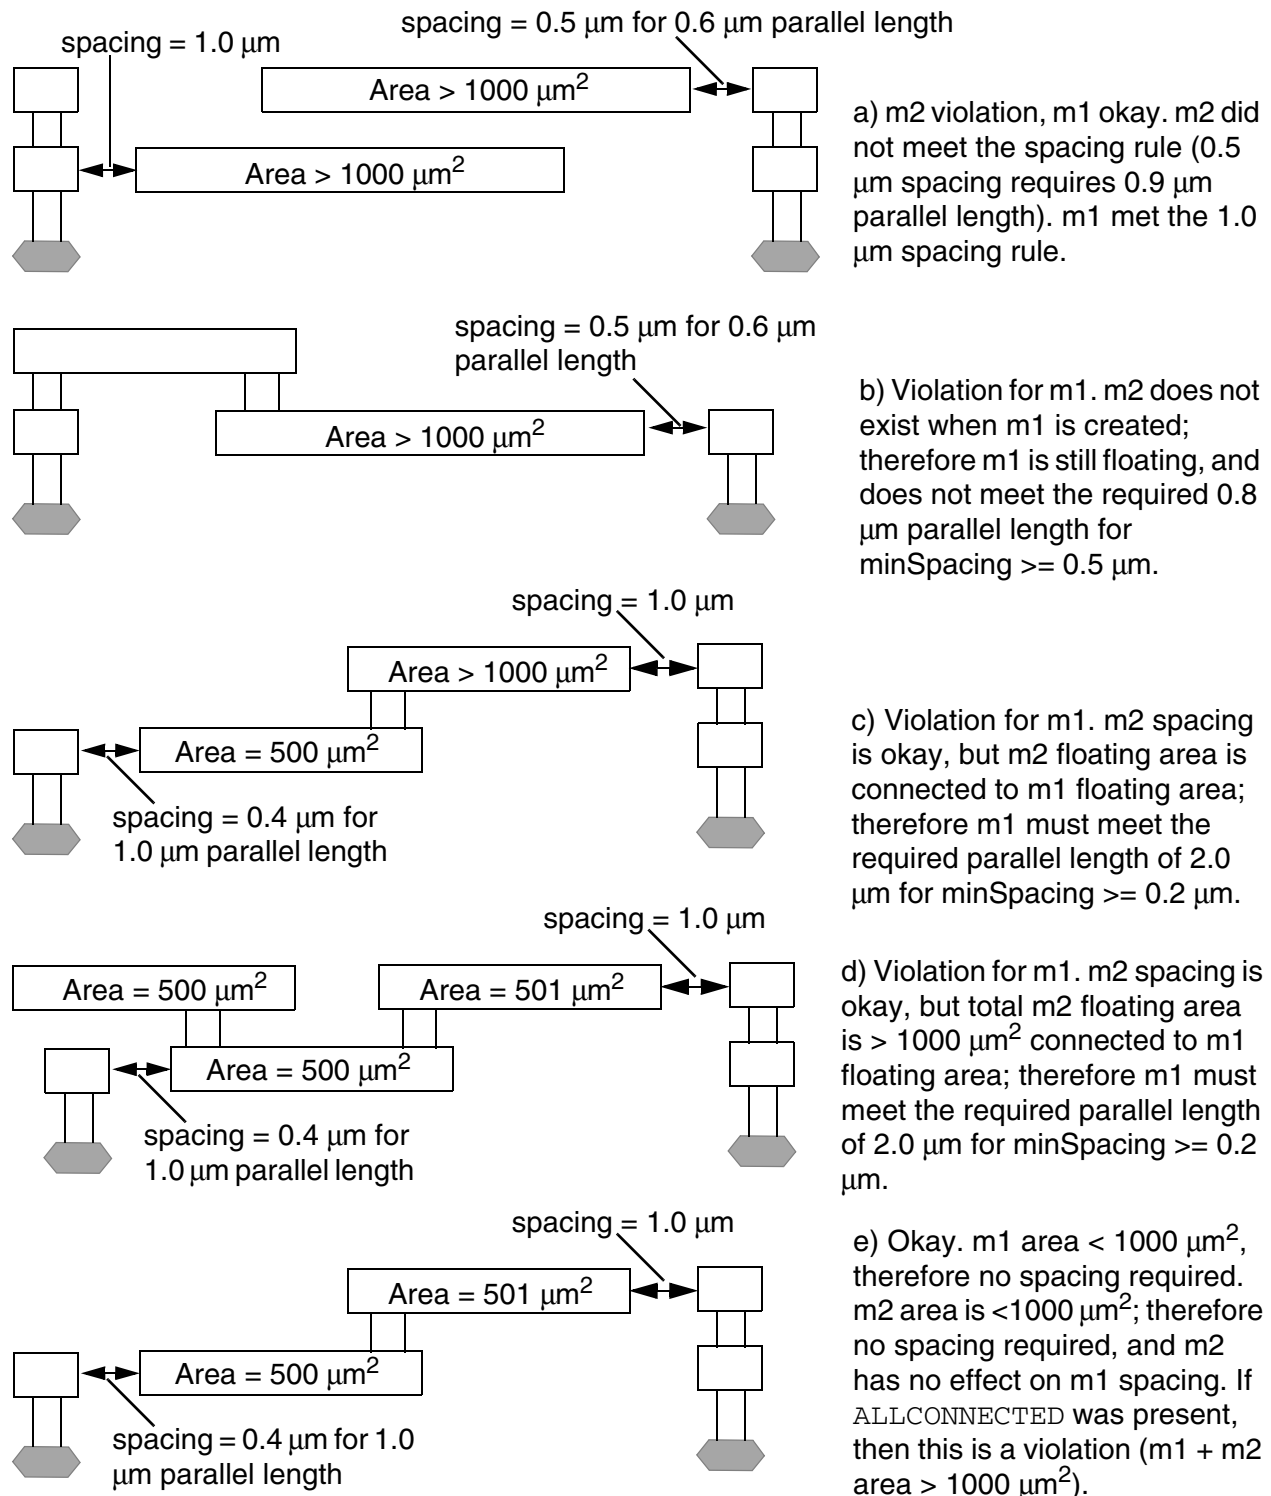 spacing = 0.5 μm for 0.6 μm parallel length
spacing = 1.0 μm
Area > 1000 μm²
Area > 1000 μm²
a) m2 violation, m1 okay. m2 did
not meet the spacing rule (0.5
μm spacing requires 0.9 μm
parallel length). m1 met the 1.0
μm spacing rule.
spacing = 0.5 μm for 0.6 μm
parallel length
Area > 1000 μm²
b) Violation for m1. m2 does not
exist when m1 is created;
therefore m1 is still floating, and
does not meet the required 0.8
μm parallel length for
minSpacing >= 0.5 μm.
spacing = 1.0 μm
Area > 1000 μm²
Area = 500 μm²
spacing = 0.4 μm for
1.0 μm parallel length
c) Violation for m1. m2 spacing
is okay, but m2 floating area is
connected to m1 floating area;
therefore m1 must meet the
required parallel length of 2.0
μm for minSpacing >= 0.2 μm.
spacing = 1.0 μm
Area = 500 μm²
Area = 501 μm²
Area = 500 μm²
spacing = 0.4 μm for
1.0 μm parallel length
d) Violation for m1. m2 spacing is
okay, but total m2 floating area
is > 1000 μm² connected to m1
floating area; therefore m1 must
meet the required parallel length
of 2.0 μm for minSpacing >= 0.2
μm.
spacing = 1.0 μm
Area = 501 μm²
Area = 500 μm²
spacing = 0.4 μm for 1.0
μm parallel length
e) Okay. m1 area < 1000 μm²,
therefore no spacing required.
m2 area is <1000 μm²; therefore
no spacing required, and m2
has no effect on m1 spacing. If
ALLCONNECTED was present,
then this is a violation (m1 + m2
area > 1000 μm²).